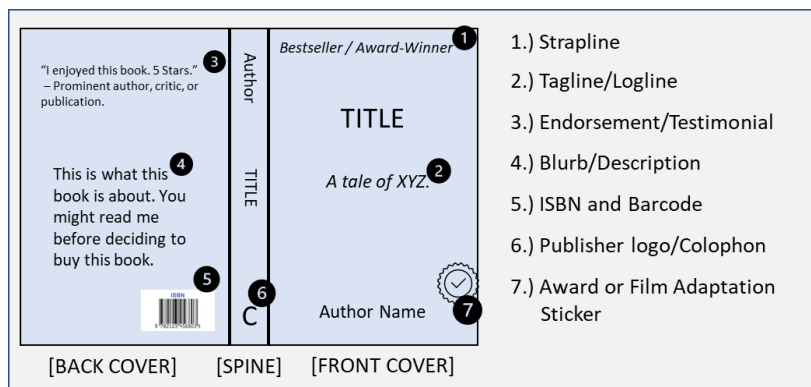 “I enjoyed this book. 5 Stars.”
– Prominent author, critic, or
publication.
3
This is what this
book is about. You
might read me
before deciding to
buy this book.
4
5
ISBN
Author
TITLE
C
6
Bestseller / Award-Winner
1
TITLE
A tale of XYZ.
2
Author Name
7
[BACK COVER]
[SPINE]
[FRONT COVER]
1.) Strapline
2.) Tagline/Logline
3.) Endorsement/Testimonial
4.) Blurb/Description
5.) ISBN and Barcode
6.) Publisher logo/Colophon
7.) Award or Film Adaptation
Sticker